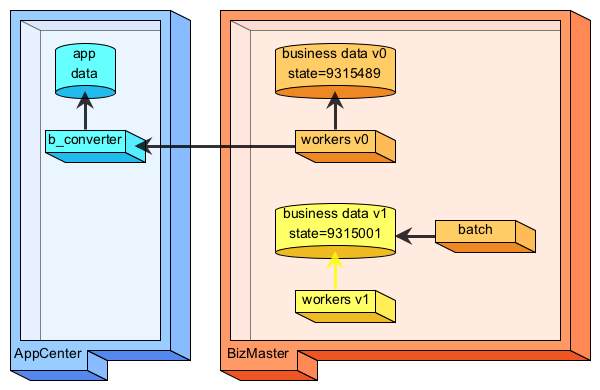 app
data
b_converter
AppCenter
business data v0
state=9315489
workers v0
business data v1
state=9315001
batch
workers v1
BizMaster